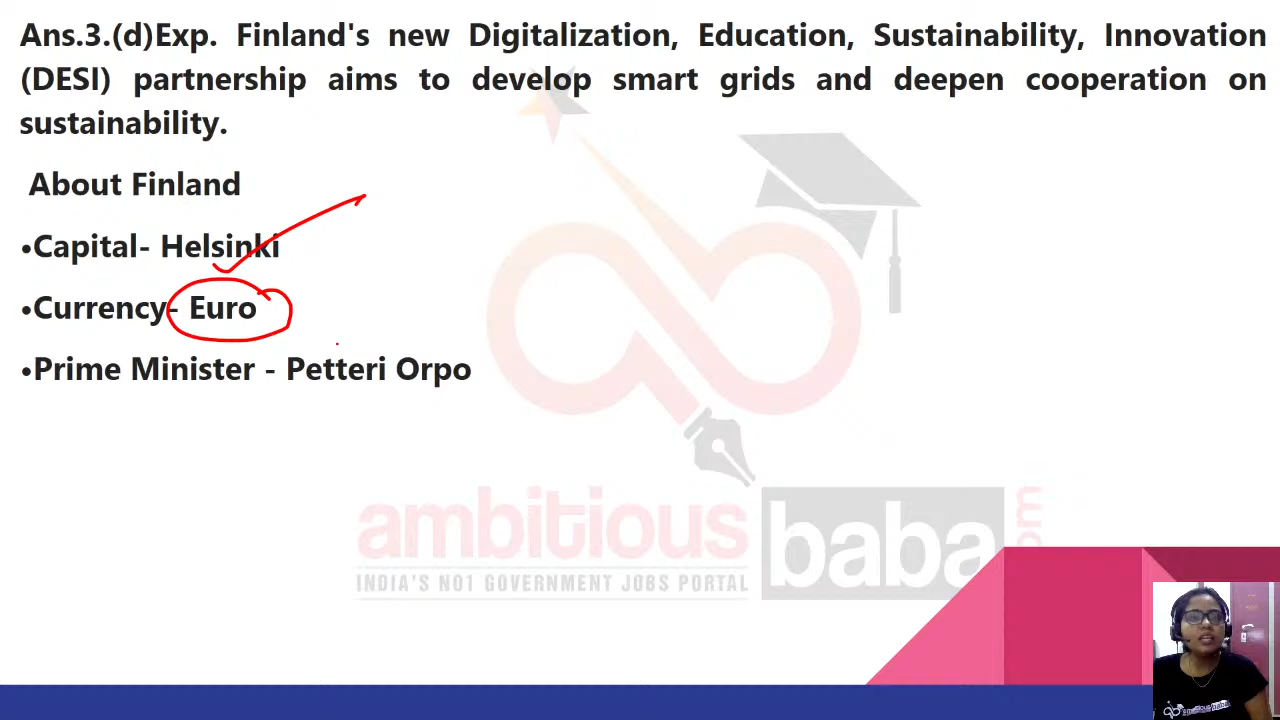 Ans.3.(d)Exp. Finland's new Digitalization, Education, Sustainability, Innovation
(DESI) partnership aims to develop smart grids and deepen cooperation on
sustainability.
About Finland
•Capital- Helsinki
•Currency- Euro
•Prime Minister - Petteri Orpo
ambitious
baba
INDIA'S NO1 GOVERNMENT JOBS PORTAL